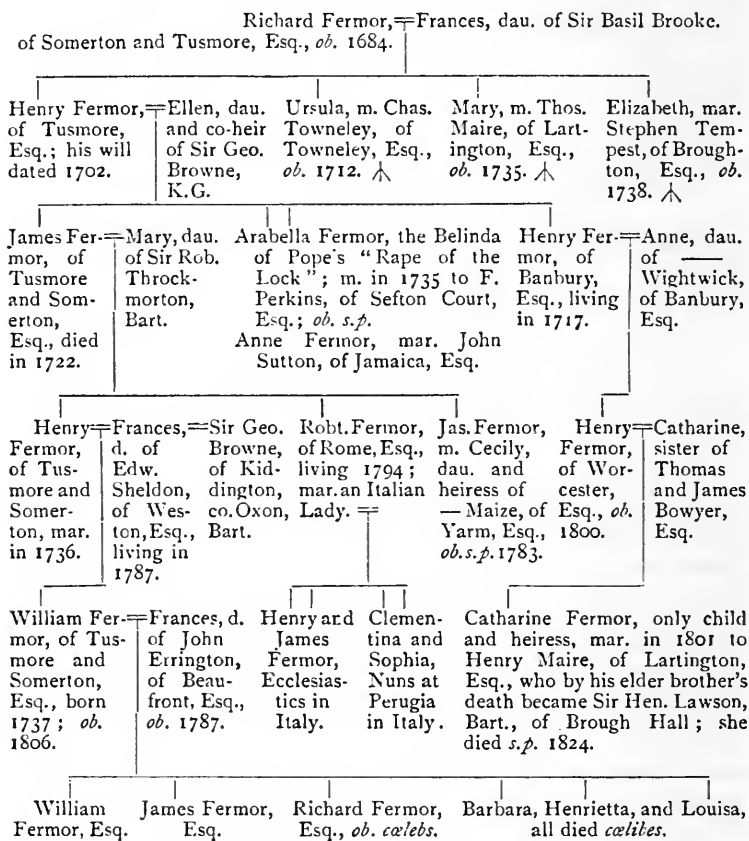 Richard Fermor,=Frances, dau. of Sir Basil Brooke.
of Somerton and Tusmore, Esq., ob. 1684.
Henry Fermor,=Ellen, dau.
of Tusmore, and co-heir
Esq.; his will of Sir Geo.
dated 1702. Browne,
K.G.
Ursula, m. Chas.
Towneley, of
Towneley, Esq.,
ob. 1712.
Mary, m. Thos.
Maire, of Lart-
ington, Esq.,
ob. 1735.
Elizabeth, mar.
Stephen Tem-
pest, of Brough-
ton, Esq., ob.
1738.
James Fer-=Mary, dau.
mor, of of Sir Rob.
Tusmore Throck-
and Som- morton,
erton, Bart.
Esq., died
in 1722.
Arabella Fermor, the Belinda
of Pope's "Rape of the
Lock"; m. in 1735 to F.
Perkins, of Sefton Court,
Esq.; ob. s.p.
Anne Fermor, mar. John
Sutton, of Jamaica, Esq.
Henry Fer-=Anne, dau.
mor, of of —
Banbury, Wightwick,
Esq., living of Banbury,
in 1717. Esq.
Henry=Frances,=Sir Geo.
Fermor, d. of Browne,
of Tus- Edw. of Kid-
more and Sheldon, dington,
Somer- of Wes- co. Oxon,
ton, mar. ton, Esq., Bart.
in 1736. living in
1787.
Robt. Fermor,
of Rome, Esq.,
living 1794;
mar. an Italian
Lady. =
Jas. Fermor,
m. Cecily,
dau. and
heiress of
— Maize, of
Yarm, Esq.,
ob. s.p. 1783.
Henry=Catharine,
Fermor, sister of
of Wor- Thomas
cester, and James
Esq., ob. Bowyer,
1800. Esq.
William Fer-=Frances, d.
mor, of Tus- of John
more and Errington,
Somerton, of Beau-
Esq., born front, Esq.,
1737; ob. ob. 1787.
1806.
Henry and
James
Fermor,
Ecclesias-
tics in
Italy.
Clemen-
tina and
Sophia,
Nuns at
Perugia
in Italy.
Catharine Fermor, only child
and heiress, mar. in 1801 to
Henry Maire, of Lartington,
Esq., who by his elder brother's
death became Sir Hen. Lawson,
Bart., of Brough Hall; she
died s.p. 1824.
William
Fermor, Esq.
James Fermor,
Esq.
Richard Fermor,
Esq., ob. cœlebs.
Barbara, Henrietta, and Louisa,
all died cœlibes.